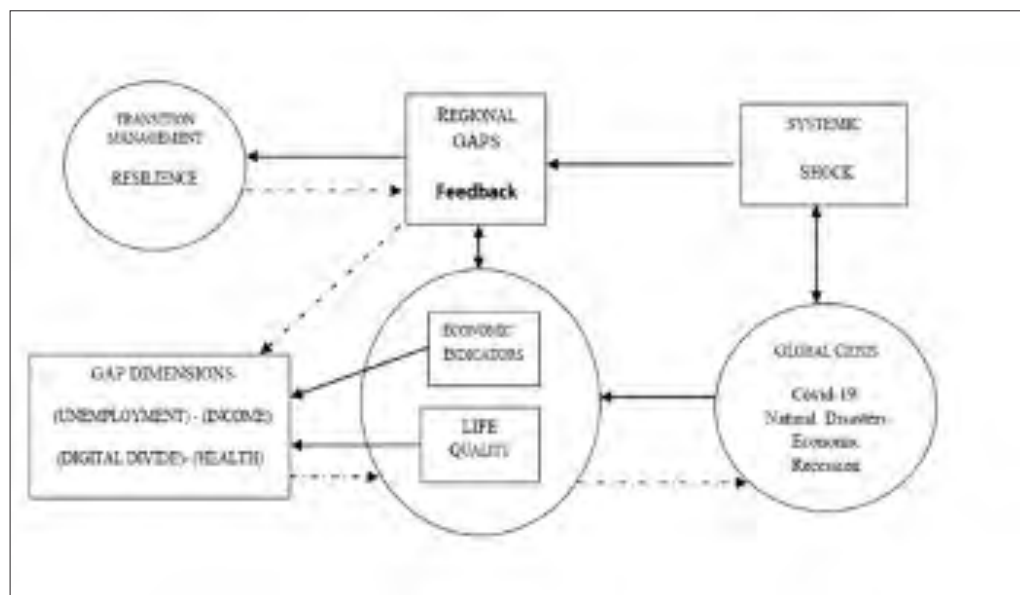 TRANSITION
MANAGEMENT
RESILIENCE
REGIONAL
GAPS
Feedback
SYSTEMIC
SHOCK
ECONOMIC
INDICATORS
LIFE
QUALITY
GAP DIMENSIONS
(UNEMPLOYMENT) - (INCOME)
(DIGITAL DIVIDE)- (HEALTH)
GLOBAL
Covid-19
Natural Disasters-
Economic
Recession